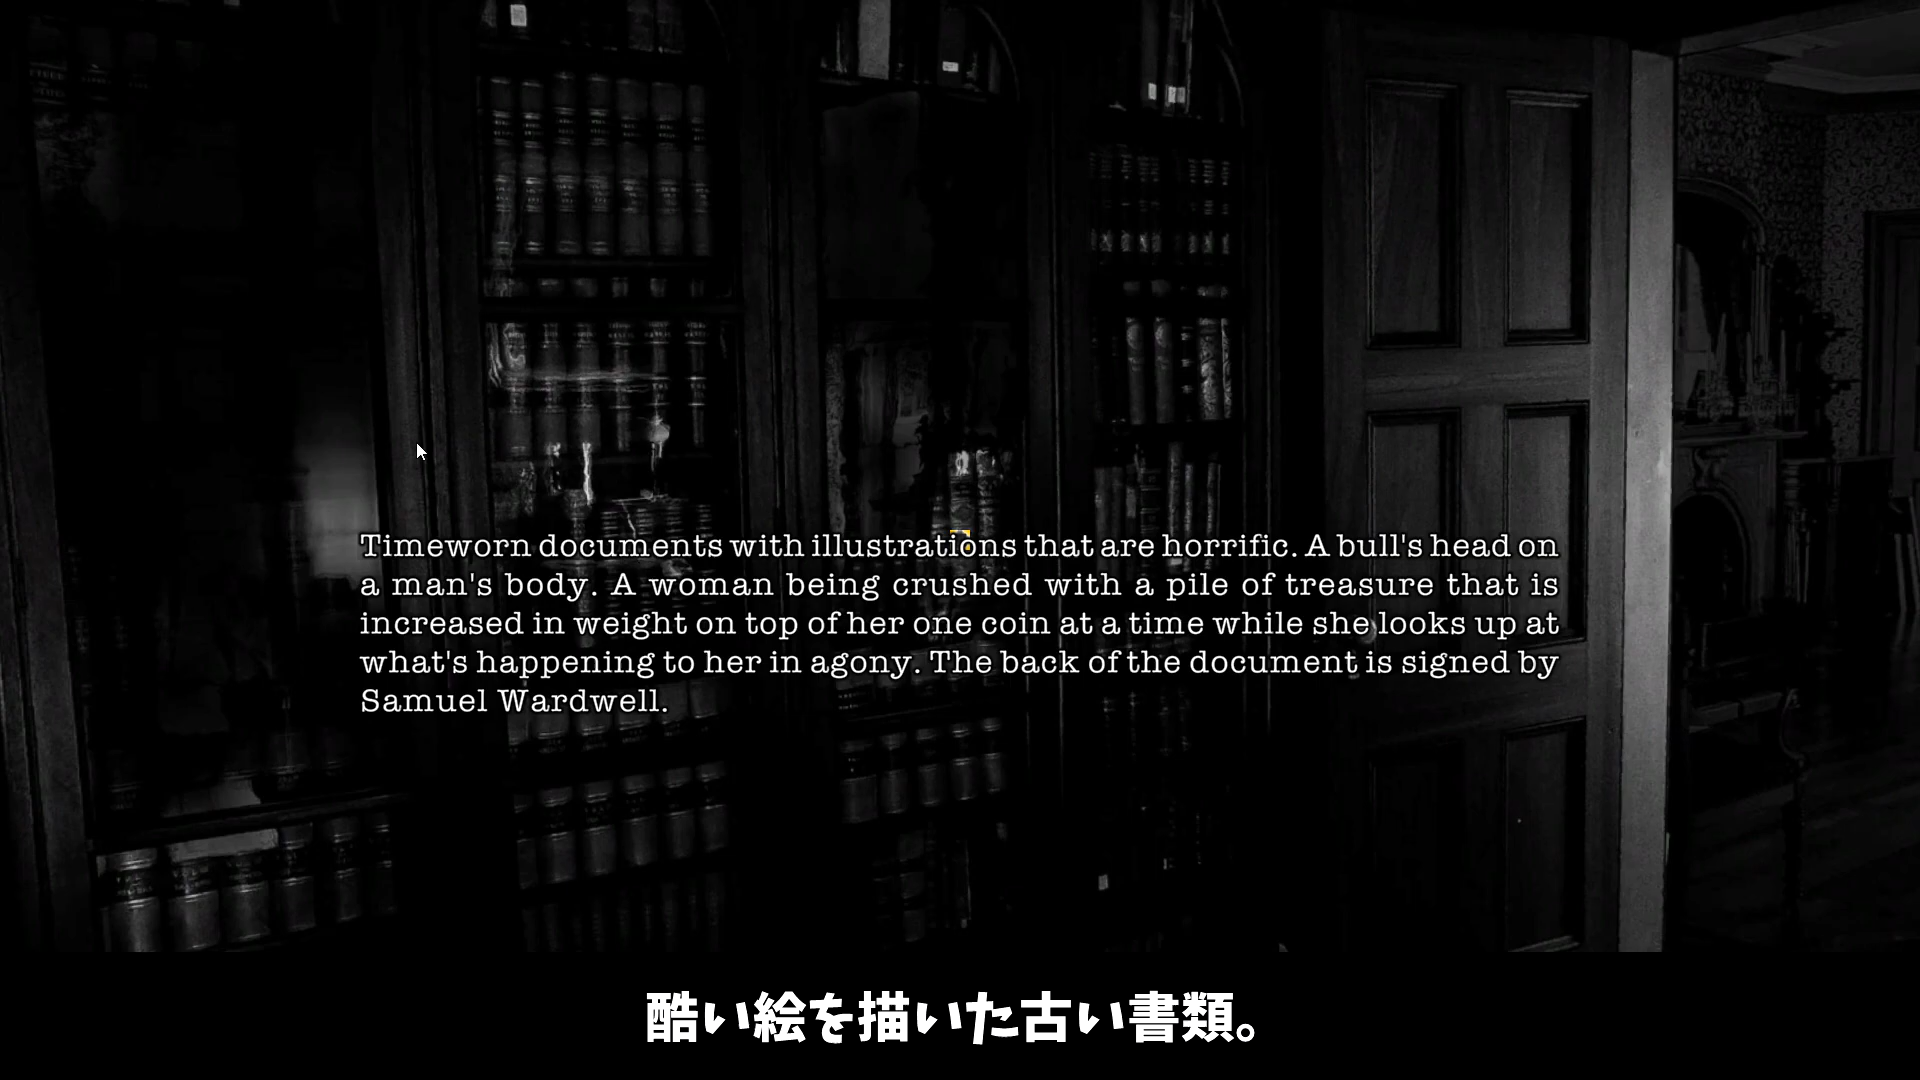 Timeworn documents with illustrations that are horrific. A bull's head on
a man's body. A woman being crushed with a pile of treasure that is
increased in weight on top of her one coin at a time while she looks up at
what's happening to her in agony. The back of the document is signed by
Samuel Wardwell.
酷い絵を描いた古い書類。